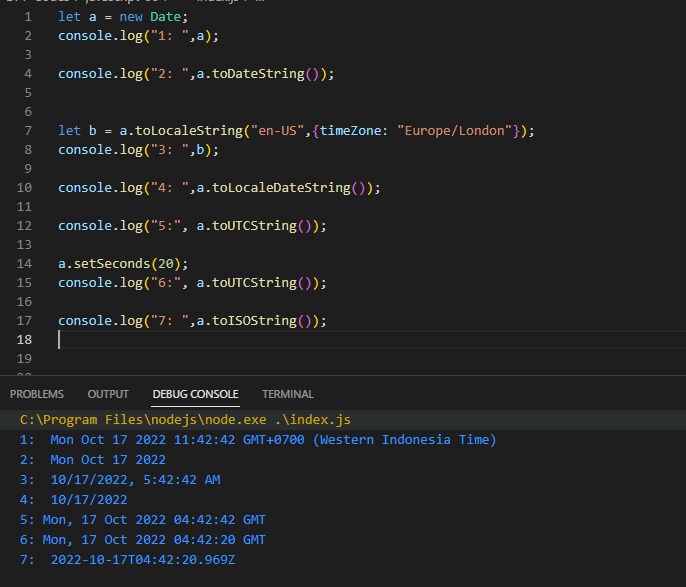 1 let a = new Date;
2 console.log("1: ",a);
3
4 console.log("2: ",a.toDateString());
5
6
7 let b = a.toLocaleString("en-US",{timeZone: "Europe/London"});
8 console.log("3: ",b);
9
10 console.log("4: ",a.toLocaleDateString());
11
12 console.log("5:", a.toUTCString());
13
14 a.setSeconds(20);
15 console.log("6:", a.toUTCString());
16
17 console.log("7: ",a.toISOString());
18
19
PROBLEMS OUTPUT DEBUG CONSOLE TERMINAL
C:\Program Files\nodejs\node.exe .\index.js
1:  Mon Oct 17 2022 11:42:42 GMT+0700 (Western Indonesia Time)
2:  Mon Oct 17 2022
3:  10/17/2022, 5:42:42 AM
4:  10/17/2022
5: Mon, 17 Oct 2022 04:42:42 GMT
6: Mon, 17 Oct 2022 04:42:20 GMT
7:  2022-10-17T04:42:20.969Z